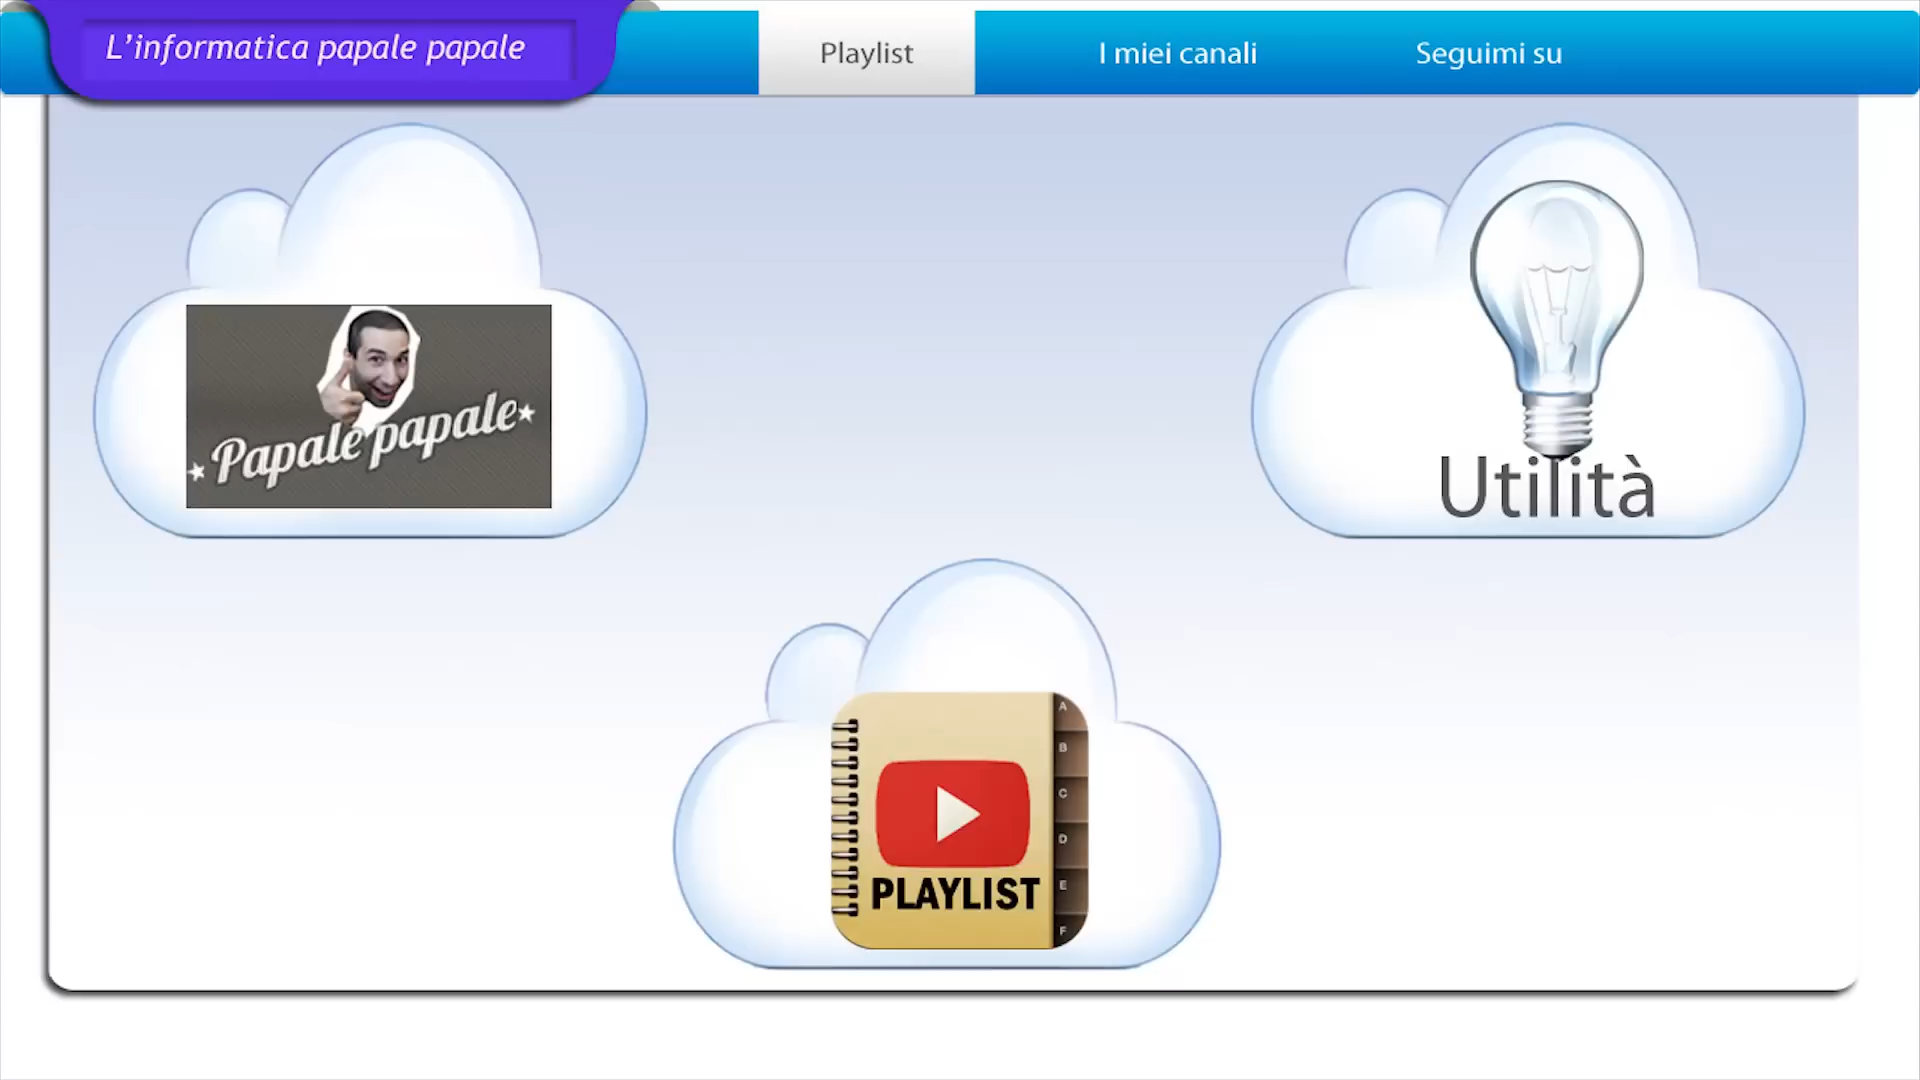 L'informatica papale papale
Playlist
I miei canali
Seguimi su
Papale papale
Utilità
A
B
C
D
E
F
PLAYLIST